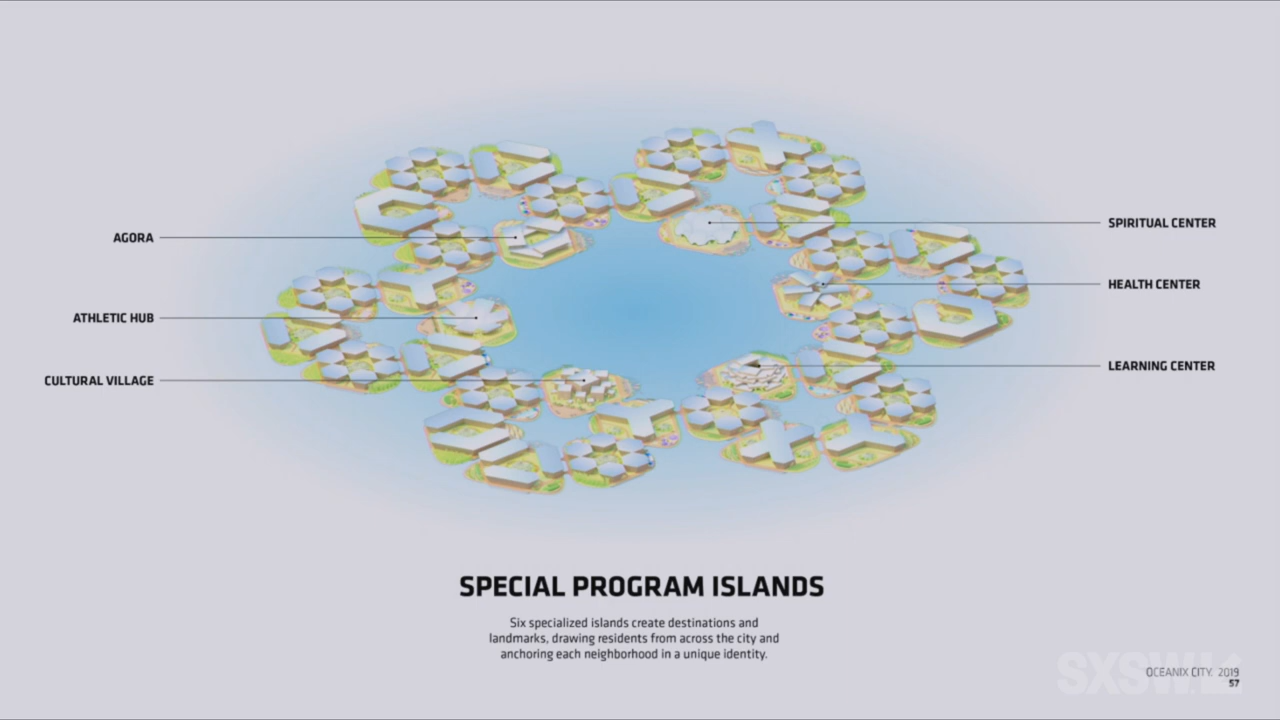 AGORA
ATHLETIC HUB
CULTURAL VILLAGE
SPIRITUAL CENTER
HEALTH CENTER
LEARNING CENTER
SPECIAL PROGRAM ISLANDS
Six specialized islands create destinations and
landmarks, drawing residents from across the city and
anchoring each neighborhood in a unique identity.
SXSW
OCEANIX CITY. 2019
57